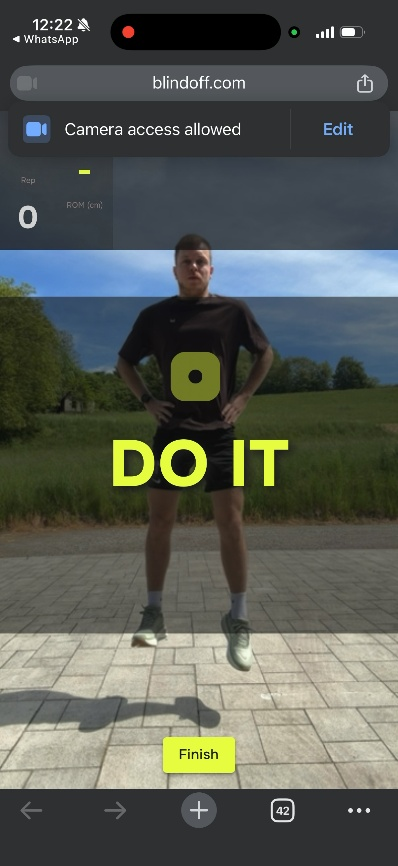 12:22
WhatsApp
blindoff.com
Camera access allowed
Edit
Rep
0
ROM (cm)
DO IT
Finish
42